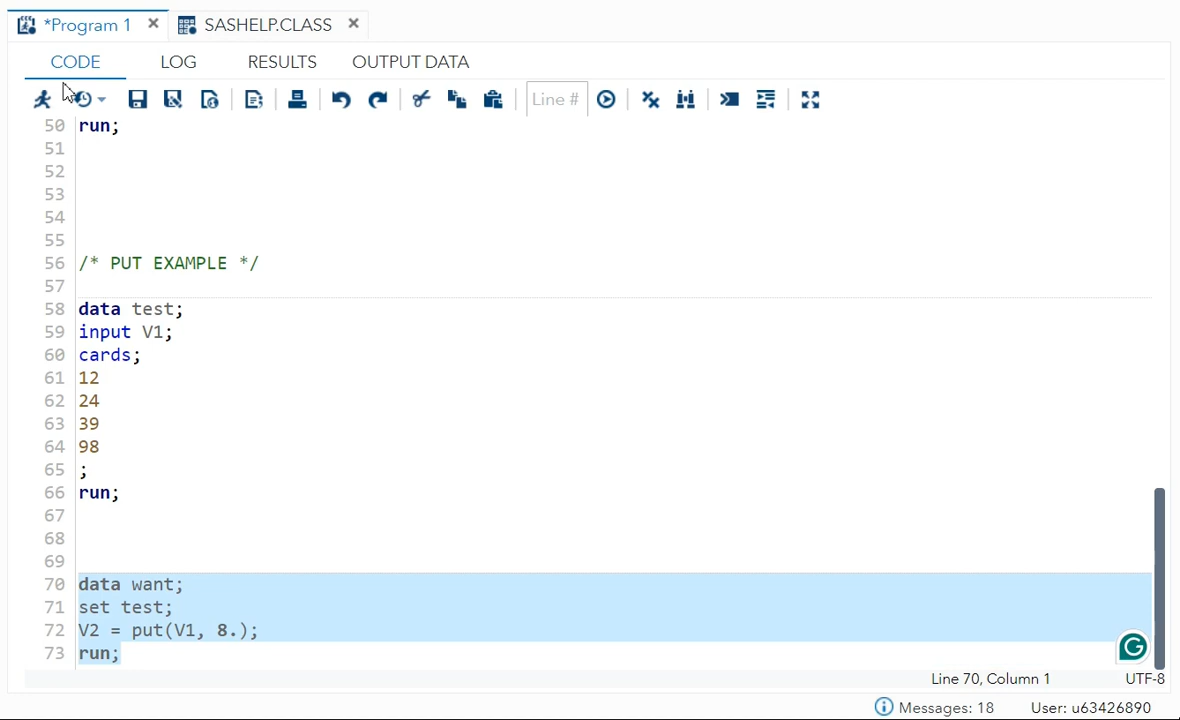 *Program 1 × SASHELP.CLASS ×
CODE LOG RESULTS OUTPUT DATA
Line #
50 run;
51
52
53
54
55
56 /* PUT EXAMPLE */
57
58 data test;
59 input V1;
60 cards;
61 12
62 24
63 39
64 98
65 ;
66 run;
67
68
69
70 data want;
71 set test;
72 V2 = put(V1, 8.);
73 run;
Line 70, Column 1 UTF-8
Messages: 18 User: u63426890